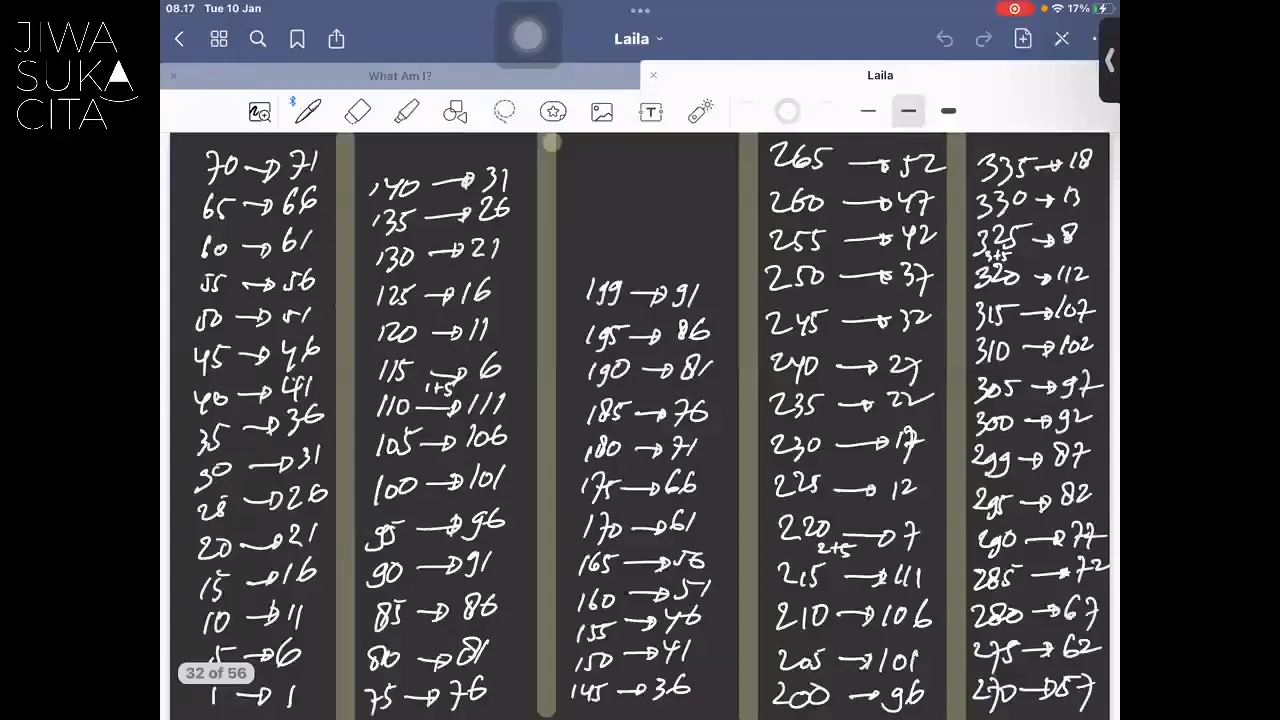 JIWA
SUKA
CITA
08.17 Tue 10 Jan
17%
Laila
What Am I?
Laila
T
70 → 71
65 → 66
60 → 61
55 → 56
50 → 51
45 → 46
40 → 41
35 → 36
30 → 31
25 → 26
20 → 21
15 → 16
10 → 11
5 → 6
1 → 1
32 of 56
140 → 31
135 → 26
130 → 21
125 → 16
120 → 11
115 → 6
1+5
110 → 111
105 → 106
100 → 101
95 → 96
90 → 91
85 → 86
80 → 81
75 → 76
199 → 91
195 → 86
190 → 81
185 → 76
180 → 71
175 → 66
170 → 61
165 → 56
160 → 51
155 → 46
150 → 41
145 → 36
265 → 52
260 → 47
255 → 42
250 → 37
245 → 32
240 → 27
235 → 22
230 → 17
225 → 12
220 → 7
2+5
215 → 111
210 → 106
205 → 101
200 → 96
335 → 18
330 → 13
325 → 8
3+5
320 → 112
315 → 107
310 → 102
305 → 97
300 → 92
299 → 87
295 → 82
290 → 77
285 → 72
280 → 67
275 → 62
270 → 57